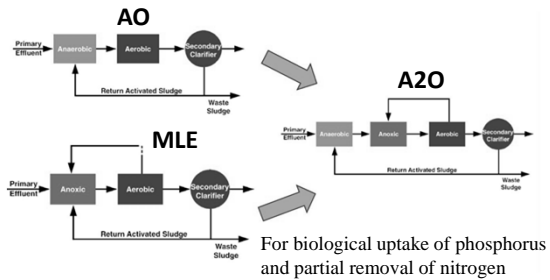 AO
Primary
Effluent
Anaerobic
Aerobic
Secondary
Clarifier
Return Activated Sludge
Waste
Sludge
MLE
Primary
Effluent
Anoxic
Aerobic
Secondary
Clarifier
Return Activated Sludge
Waste
Sludge
A2O
Primary
Effluent
Anaerobic
Anoxic
Aerobic
Secondary
Clarifier
Return Activated Sludge
Waste
Sludge
For biological uptake of phosphorus
and partial removal of nitrogen